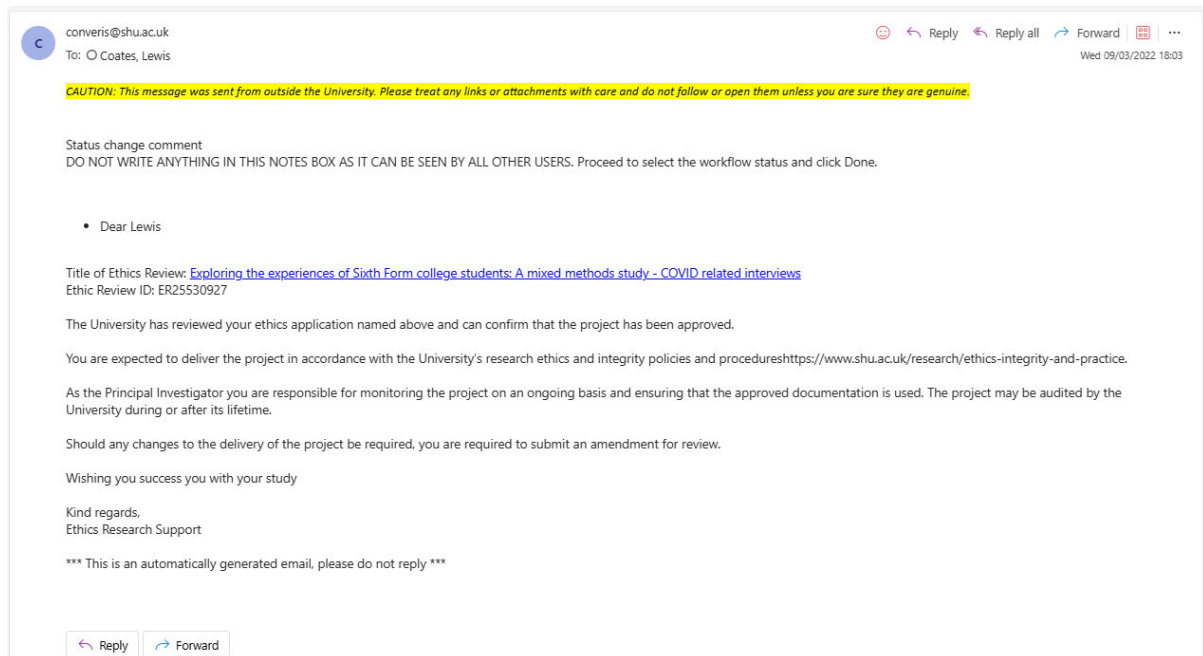 C
converis@shu.ac.uk
To: Coates, Lewis
Reply
Reply all
Forward
Wed 09/03/2022 18:03
CAUTION: This message was sent from outside the University. Please treat any links or attachments with care and do not follow or open them unless you are sure they are genuine.
Status change comment
DO NOT WRITE ANYTHING IN THIS NOTES BOX AS IT CAN BE SEEN BY ALL OTHER USERS. Proceed to select the workflow status and click Done.
• Dear Lewis
Title of Ethics Review: Exploring the experiences of Sixth Form college students: A mixed methods study - COVID related interviews
Ethic Review ID: ER25530927
The University has reviewed your ethics application named above and can confirm that the project has been approved.
You are expected to deliver the project in accordance with the University's research ethics and integrity policies and procedureshttps://www.shu.ac.uk/research/ethics-integrity-and-practice.
As the Principal Investigator you are responsible for monitoring the project on an ongoing basis and ensuring that the approved documentation is used. The project may be audited by the
University during or after its lifetime.
Should any changes to the delivery of the project be required, you are required to submit an amendment for review.
Wishing you success you with your study
Kind regards,
Ethics Research Support
*** This is an automatically generated email, please do not reply ***
Reply
Forward